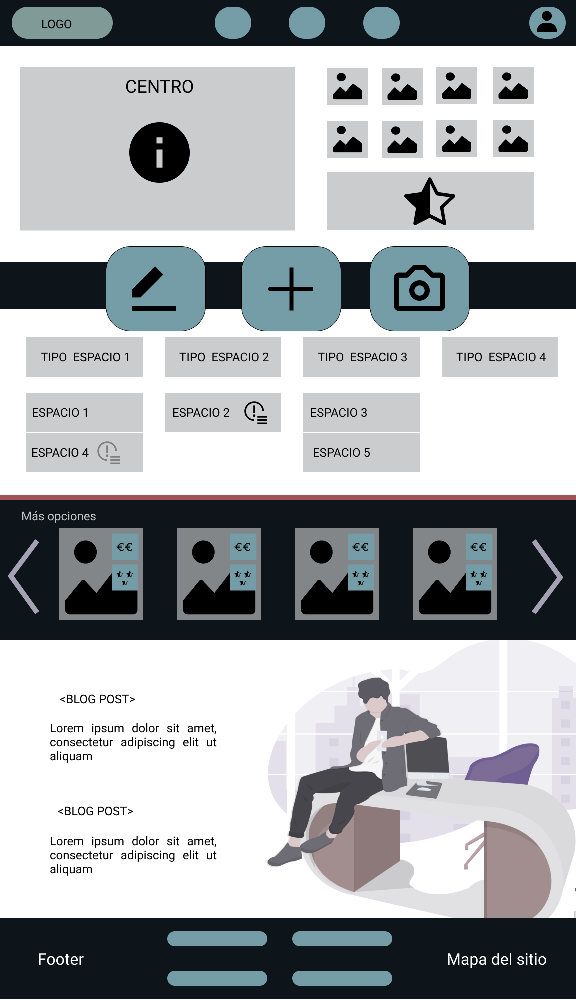 LOGO
CENTRO
TIPO ESPACIO 1
TIPO ESPACIO 2
TIPO ESPACIO 3
TIPO ESPACIO 4
ESPACIO 1
ESPACIO 2
ESPACIO 3
ESPACIO 4
ESPACIO 5
Más opciones
€€
€€
€€
€€
<BLOG POST>
Lorem ipsum dolor sit amet,
consectetur adipiscing elit ut
aliquam
<BLOG POST>
Lorem ipsum dolor sit amet,
consectetur adipiscing elit ut
aliquam
Footer
Mapa del sitio